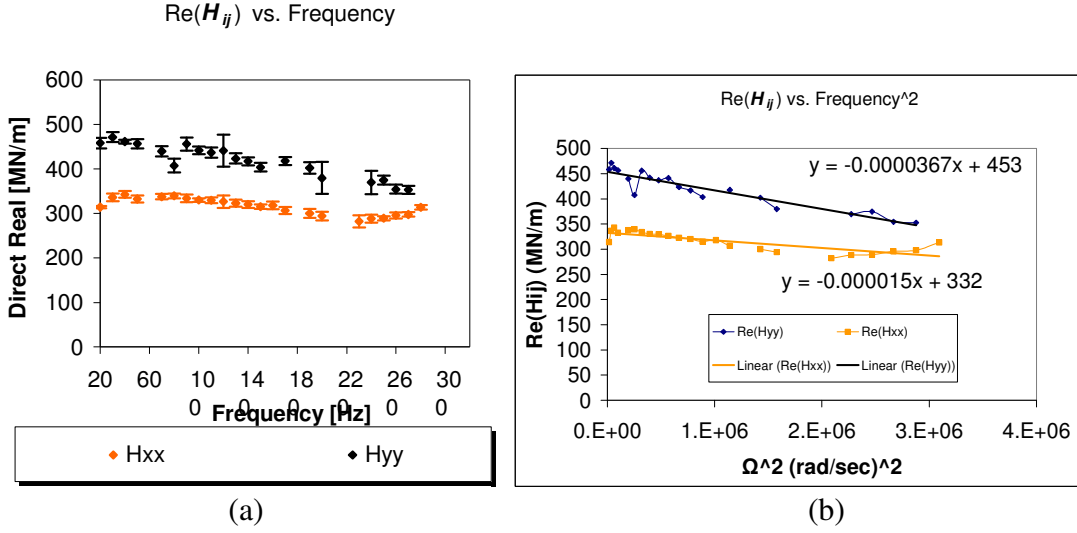 Re(H ij) vs. Frequency
Direct Real [MN/m]
600
500
400
300
200
100
0
20 60 10 14 18 22 26 30
0 0 0 0 0 0
Frequency [Hz]
Hxx Hyy
(a)
Re(H ij) vs. Frequency^2
Re(Hij) (MN/m)
500
450
400
350
300
250
200
150
100
50
0
y = -0.0000367x + 453
y = -0.000015x + 332
Re(Hyy) Re(Hxx)
Linear (Re(Hxx)) Linear (Re(Hyy))
0.E+00 1.E+06 2.E+06 3.E+06 4.E+06
Ω^2 (rad/sec)^2
(b)